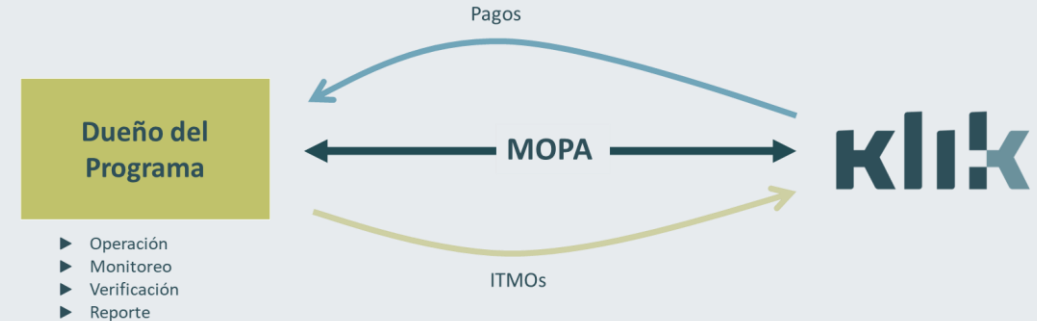 Pagos
Dueño del
Programa
MOPA
klik
ITMOs
Operación
Monitoreo
Verificación
Reporte